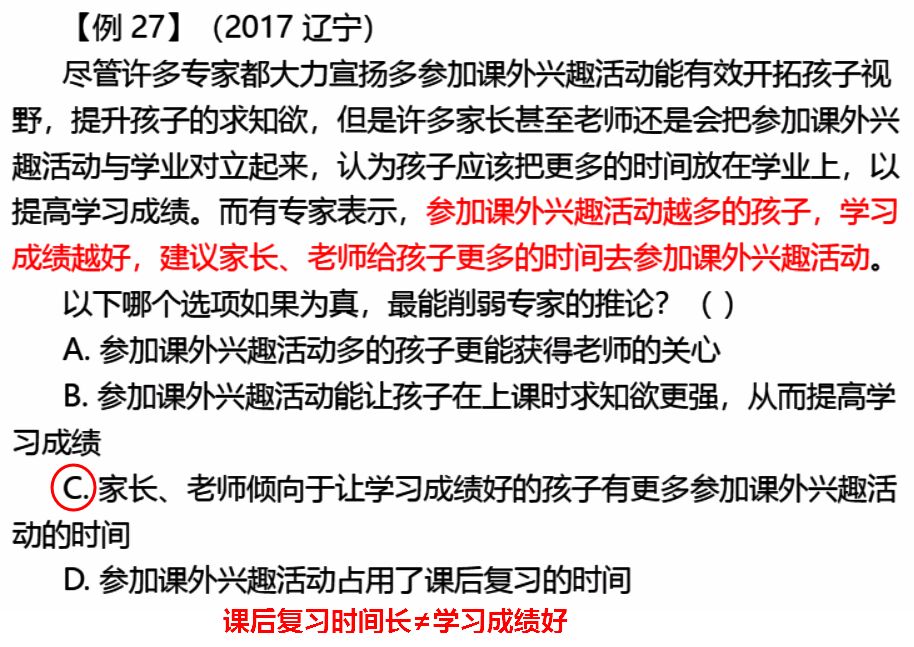 【例 27】（2017 辽宁）
尽管许多专家都大力宣扬多参加课外兴趣活动能有效开拓孩子视
野，提升孩子的求知欲，但是许多家长甚至老师还是会把参加课外兴
趣活动与学业对立起来，认为孩子应该把更多的时间放在学业上，以
提高学习成绩。而有专家表示，参加课外兴趣活动越多的孩子，学习
成绩越好，建议家长、老师给孩子更多的时间去参加课外兴趣活动。
以下哪个选项如果为真，最能削弱专家的推论？（ ）
A. 参加课外兴趣活动多的孩子更能获得老师的关心
B. 参加课外兴趣活动能让孩子在上课时求知欲更强，从而提高学
习成绩
C. 家长、老师倾向于让学习成绩好的孩子有更多参加课外兴趣活
动的时间
D. 参加课外兴趣活动占用了课后复习的时间
课后复习时间长≠学习成绩好